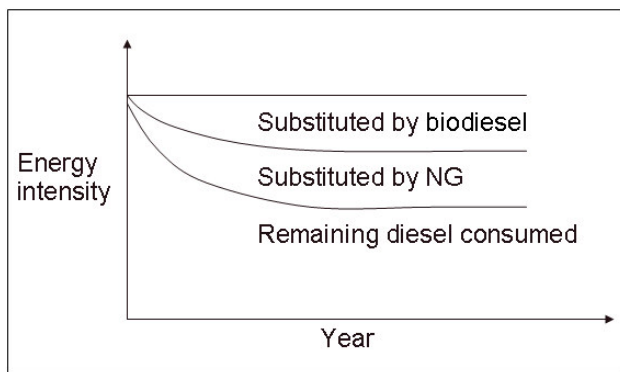 Substituted by biodiesel
Energy
intensity
Substituted by NG
Remaining diesel consumed
Year